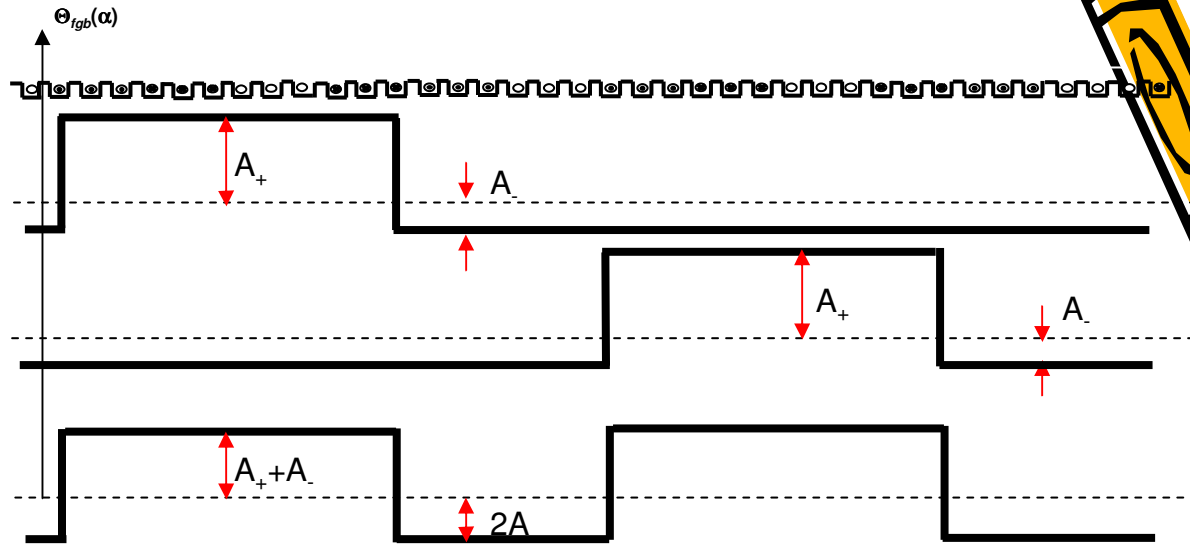 Θfgb(α)
A+
A-
A+
A-
A++A-
2A